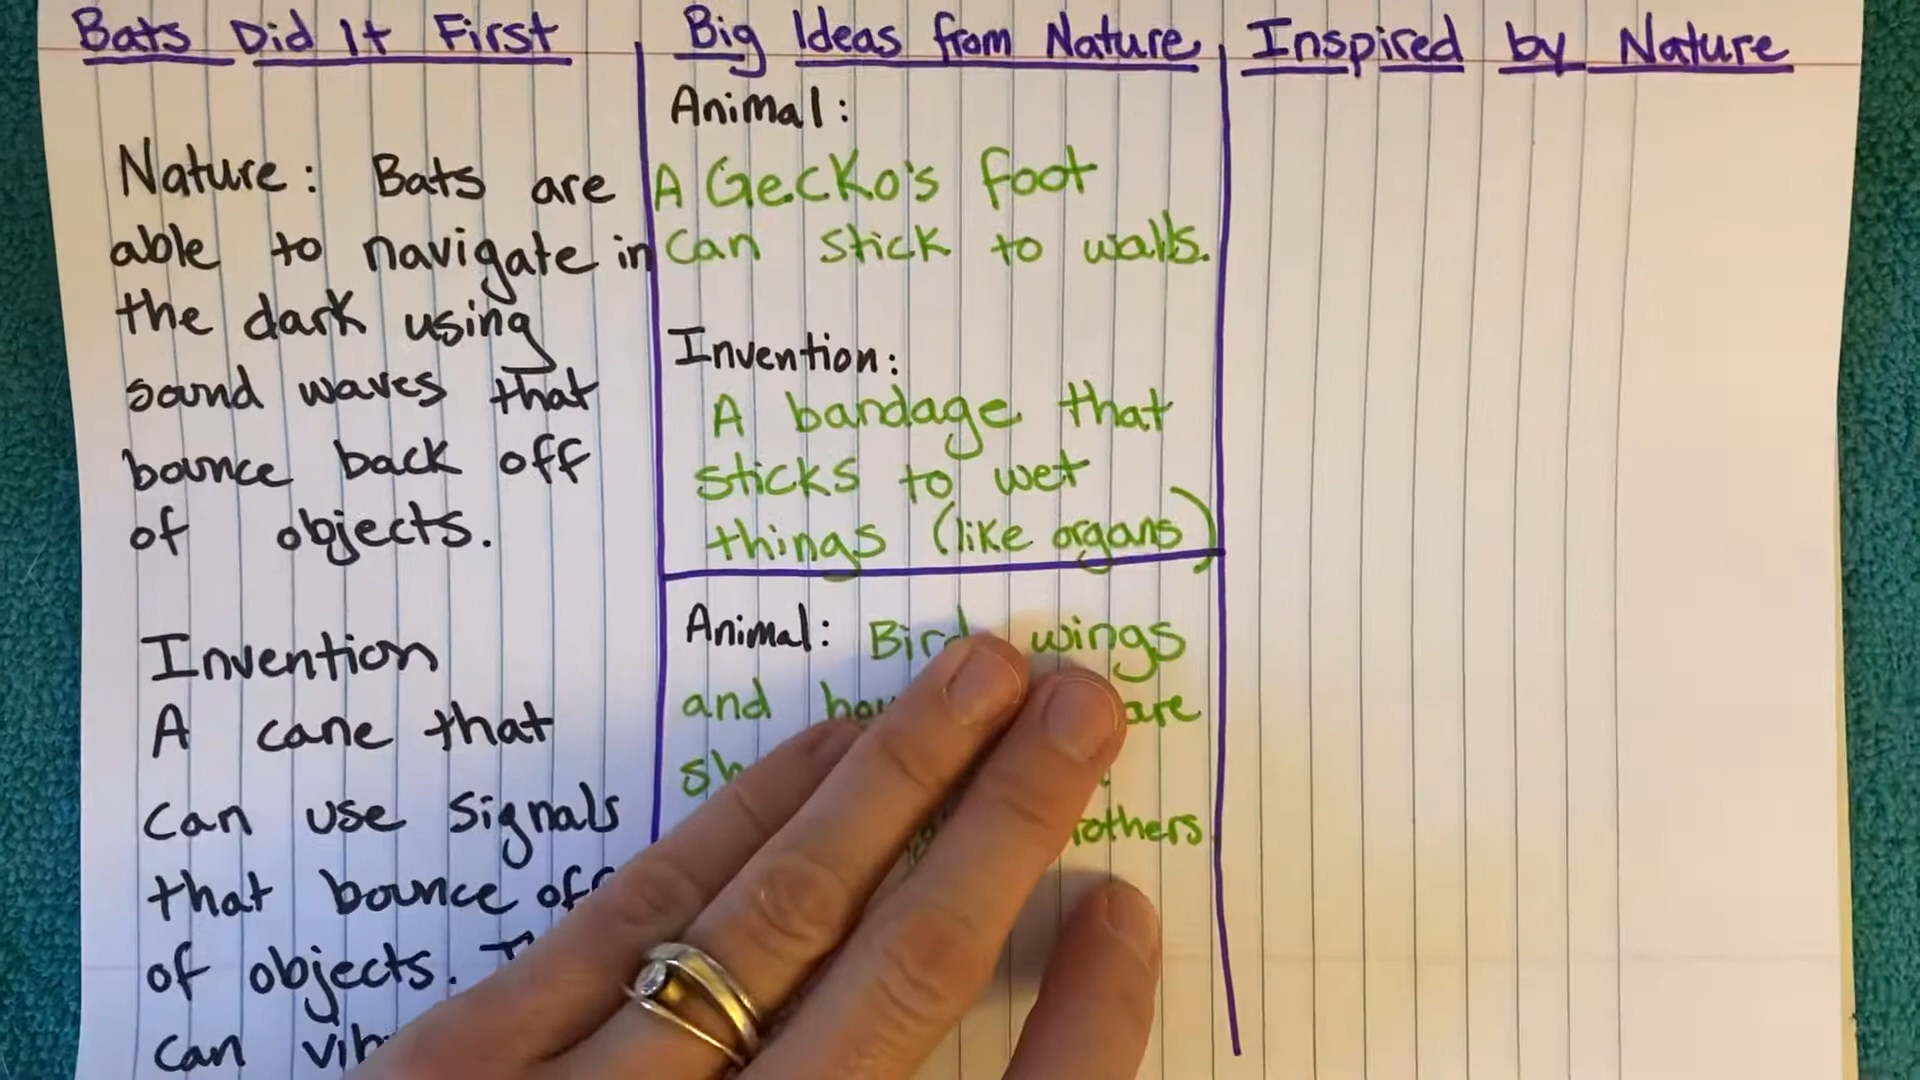 Bats Did It First
Nature: Bats are
able to navigate in
the dark using
sound waves that
bounce back off
of objects.
Invention
A cane that
can use signals
that bounce off
of objects.
can
Big Ideas from Nature
Animal:
A Gecko's foot
can stick to walls.
Invention:
A bandage that
sticks to wet
things (like organs)
Animal: Bird wings
and are
Inspired by Nature